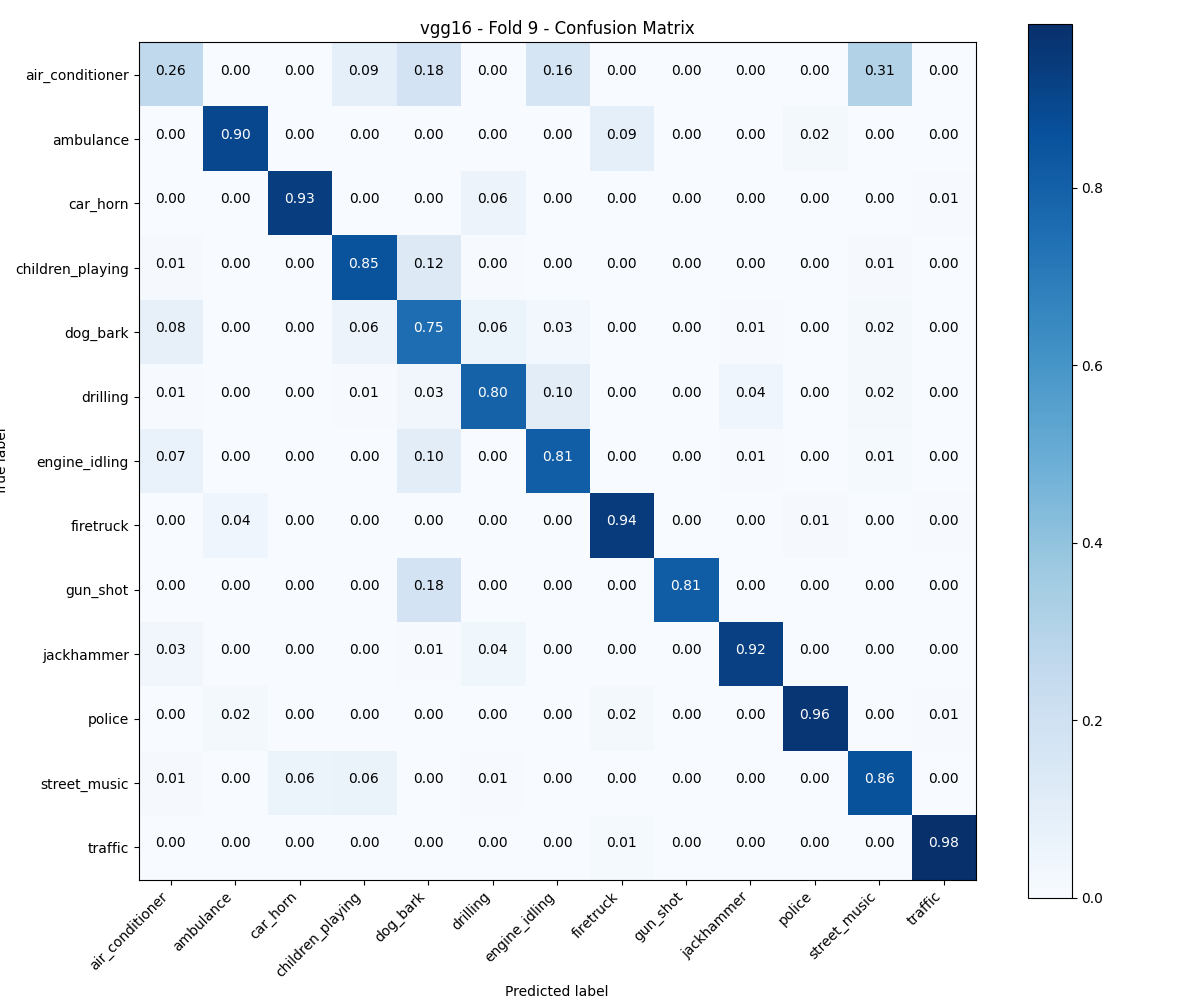 vgg16 - Fold 9 - Confusion Matrix
air_conditioner 0.26 0.00 0.00 0.09 0.18 0.00 0.16 0.00 0.00 0.00 0.00 0.31 0.00
ambulance 0.00 0.90 0.00 0.00 0.00 0.00 0.00 0.09 0.00 0.00 0.02 0.00 0.00
car_horn 0.00 0.00 0.93 0.00 0.00 0.06 0.00 0.00 0.00 0.00 0.00 0.00 0.01
children_playing 0.01 0.00 0.00 0.85 0.12 0.00 0.00 0.00 0.00 0.00 0.00 0.01 0.00
dog_bark 0.08 0.00 0.00 0.06 0.75 0.06 0.03 0.00 0.00 0.01 0.00 0.02 0.00
drilling 0.01 0.00 0.00 0.01 0.03 0.80 0.10 0.00 0.00 0.04 0.00 0.02 0.00
engine_idling 0.07 0.00 0.00 0.00 0.10 0.00 0.81 0.00 0.00 0.01 0.00 0.01 0.00
firetruck 0.00 0.04 0.00 0.00 0.00 0.00 0.00 0.94 0.00 0.00 0.01 0.00 0.00
gun_shot 0.00 0.00 0.00 0.00 0.18 0.00 0.00 0.00 0.81 0.00 0.00 0.00 0.00
jackhammer 0.03 0.00 0.00 0.00 0.01 0.04 0.00 0.00 0.00 0.92 0.00 0.00 0.00
police 0.00 0.02 0.00 0.00 0.00 0.00 0.00 0.02 0.00 0.00 0.96 0.00 0.01
street_music 0.01 0.00 0.06 0.06 0.00 0.01 0.00 0.00 0.00 0.00 0.00 0.86 0.00
traffic 0.00 0.00 0.00 0.00 0.00 0.00 0.00 0.01 0.00 0.00 0.00 0.00 0.98
air_conditioner ambulance car_horn children_playing dog_bark drilling engine_idling firetruck gun_shot jackhammer police street_music traffic
Predicted label
0.8
0.6
0.4
0.2
0.0